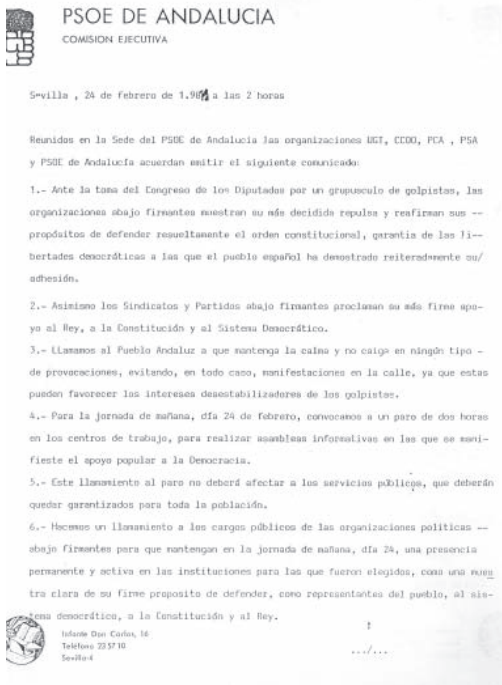 PSOE DE ANDALUCIA
COMISION EJECUTIVA
Sevilla , 24 de febrero de 1.981 a las 2 horas
Reunidos en la Sede del PSOE de Andalucia las organizaciones UGT, CCOO, PCA , PSA
y PSOE de Andalucía acuerdan emitir el siguiente comunicado:
1.- Ante la toma del Congreso de los Diputados por un grupusculo de golpistas, las
organizaciones abajo firmantes muestran su más decidida repulsa y reafirman sus --
propósitos de defender resueltamente el orden constitucional, garantia de las li--
bertades democráticas a las que el pueblo español ha demostrado reiteradamente su/
adhesión.
2.- Asimismo los Sindicatos y Partidos abajo firmantes proclaman su más firme apo-
yo al Rey, a la Constitución y al Sistema Democrático.
3.- LLamamos al Pueblo Andaluz a que mantenga la calma y no caiga en ningún tipo -
de provocaciones, evitando, en todo caso, manifestaciones en la calle, ya que estas
pueden favorecer los intereses desestabilizadores de los golpistas.
4.- Para la jornada de mañana, día 24 de febrero, convocamos a un paro de dos horas
en los centros de trabajo, para realizar asambleas informativas en las que se mani-
fieste el apoyo popular a la Democracia.
5.- Este llamamiento al paro no deberá afectar a los servicios públicos, que deberán
quedar garantizados para toda la población.
6.- Hacemos un llamamiento a los cargos públicos de las organizaciones politicas --
abajo firmantes para que mantengan en la jornada de mañana, día 24, una presencia
permanente y activa en las instituciones para las que fueron elegidos, como una mues
tra clara de su firme proposito de defender, como representantes del pueblo, al sis-
tema democrático, a la Constitución y al Rey.
Infante Don Carlos, 16
Teléfono 23 57 10
Sevilla-4
.../...